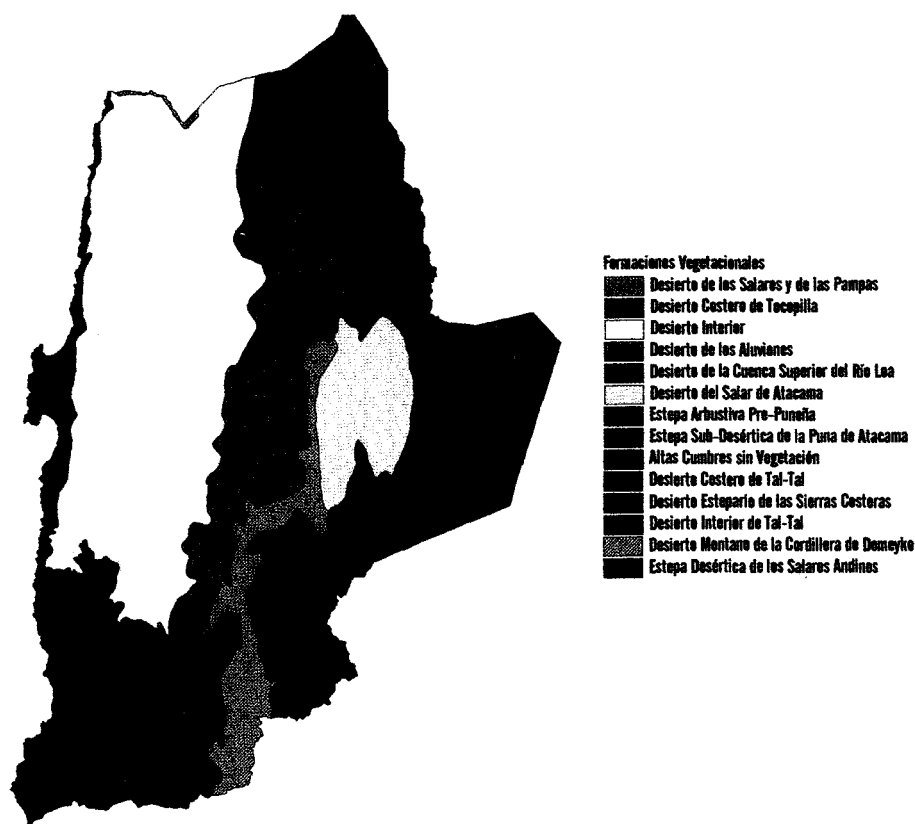 Formaciones Vegetacionales
Desierto de los Salares y de las Pampas
Desierto Costero de Tocopilla
Desierto Interior
Desierto de los Aluviones
Desierto de la Cuenca Superior del Río Loa
Desierto del Salar de Atacama
Estepa Arbustiva Pre-Puneña
Estepa Sub-Desértica de la Puna de Atacama
Altas Cumbres sin Vegetación
Desierto Costero de Tal-Tal
Desierto Estepario de las Sierras Costeras
Desierto Interior de Tal-Tal
Desierto Montano de la Cordillera de Domeyko
Estepa Desértica de los Salares Andinos